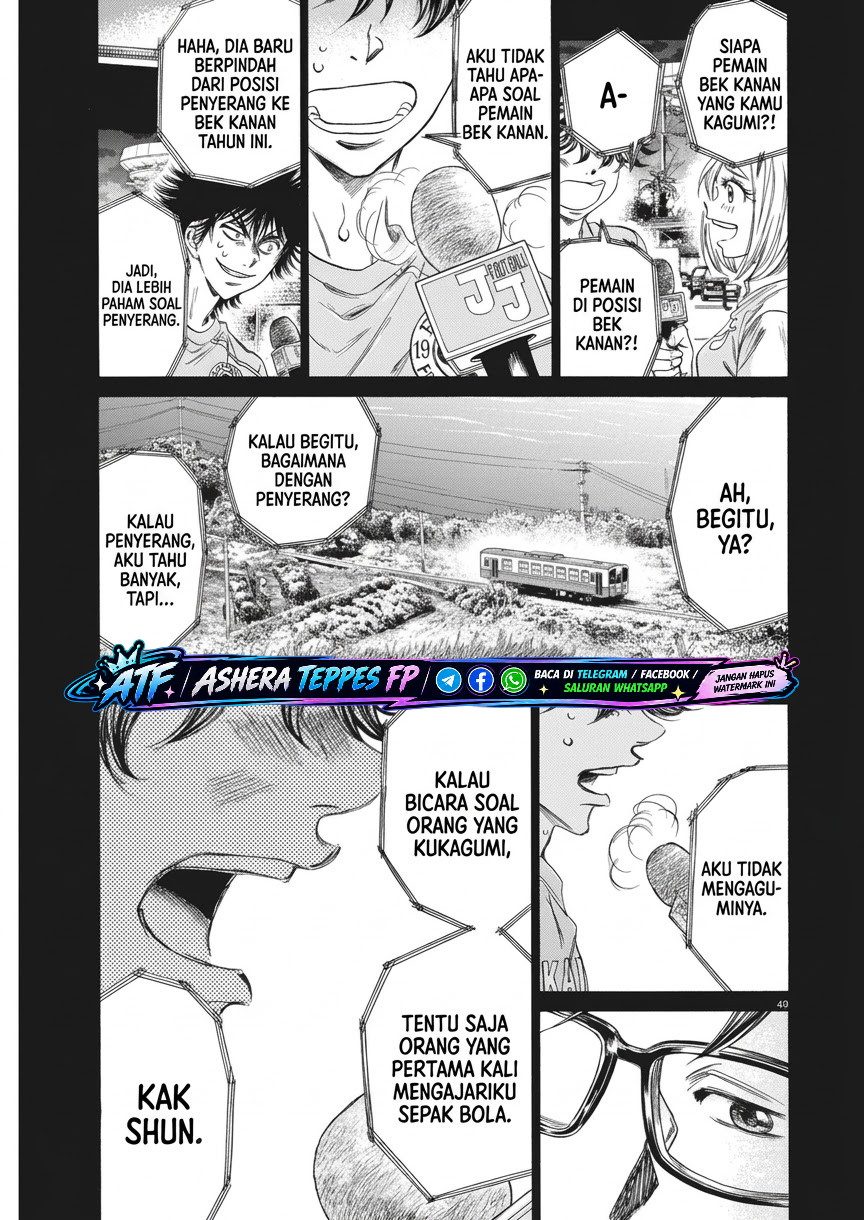 SIAPA
PEMAIN
BEK KANAN
YANG KAMU
KAGUMI?!
A-
PEMAIN
DI POSISI
BEK
KANAN?!
AKU TIDAK
TAHU APA-
APA SOAL
PEMAIN
BEK KANAN.
FOOTBALL
JJ
19
HAHA, DIA BARU
BERPINDAH
DARI POSISI
PENYERANG KE
BEK KANAN
TAHUN INI.
JADI,
DIA LEBIH
PAHAM SOAL
PENYERANG.
AH,
BEGITU,
YA?
KALAU BEGITU,
BAGAIMANA
DENGAN
PENYERANG?
KALAU
PENYERANG,
AKU TAHU
BANYAK,
TAPI...
ATF / ASHERA TEPPES FP / BACA DI TELEGRAM / FACEBOOK /
SALURAN WHATSAPP
JANGAN HAPUS
WATERMARK INI
AKU TIDAK
MENGAGU-
MINYA.
KAN
KALAU
BICARA SOAL
ORANG YANG
KUKAGUMI,
TENTU SAJA
ORANG YANG
PERTAMA KALI
MENGAJARIKU
SEPAK BOLA.
KAK
SHUN.
49